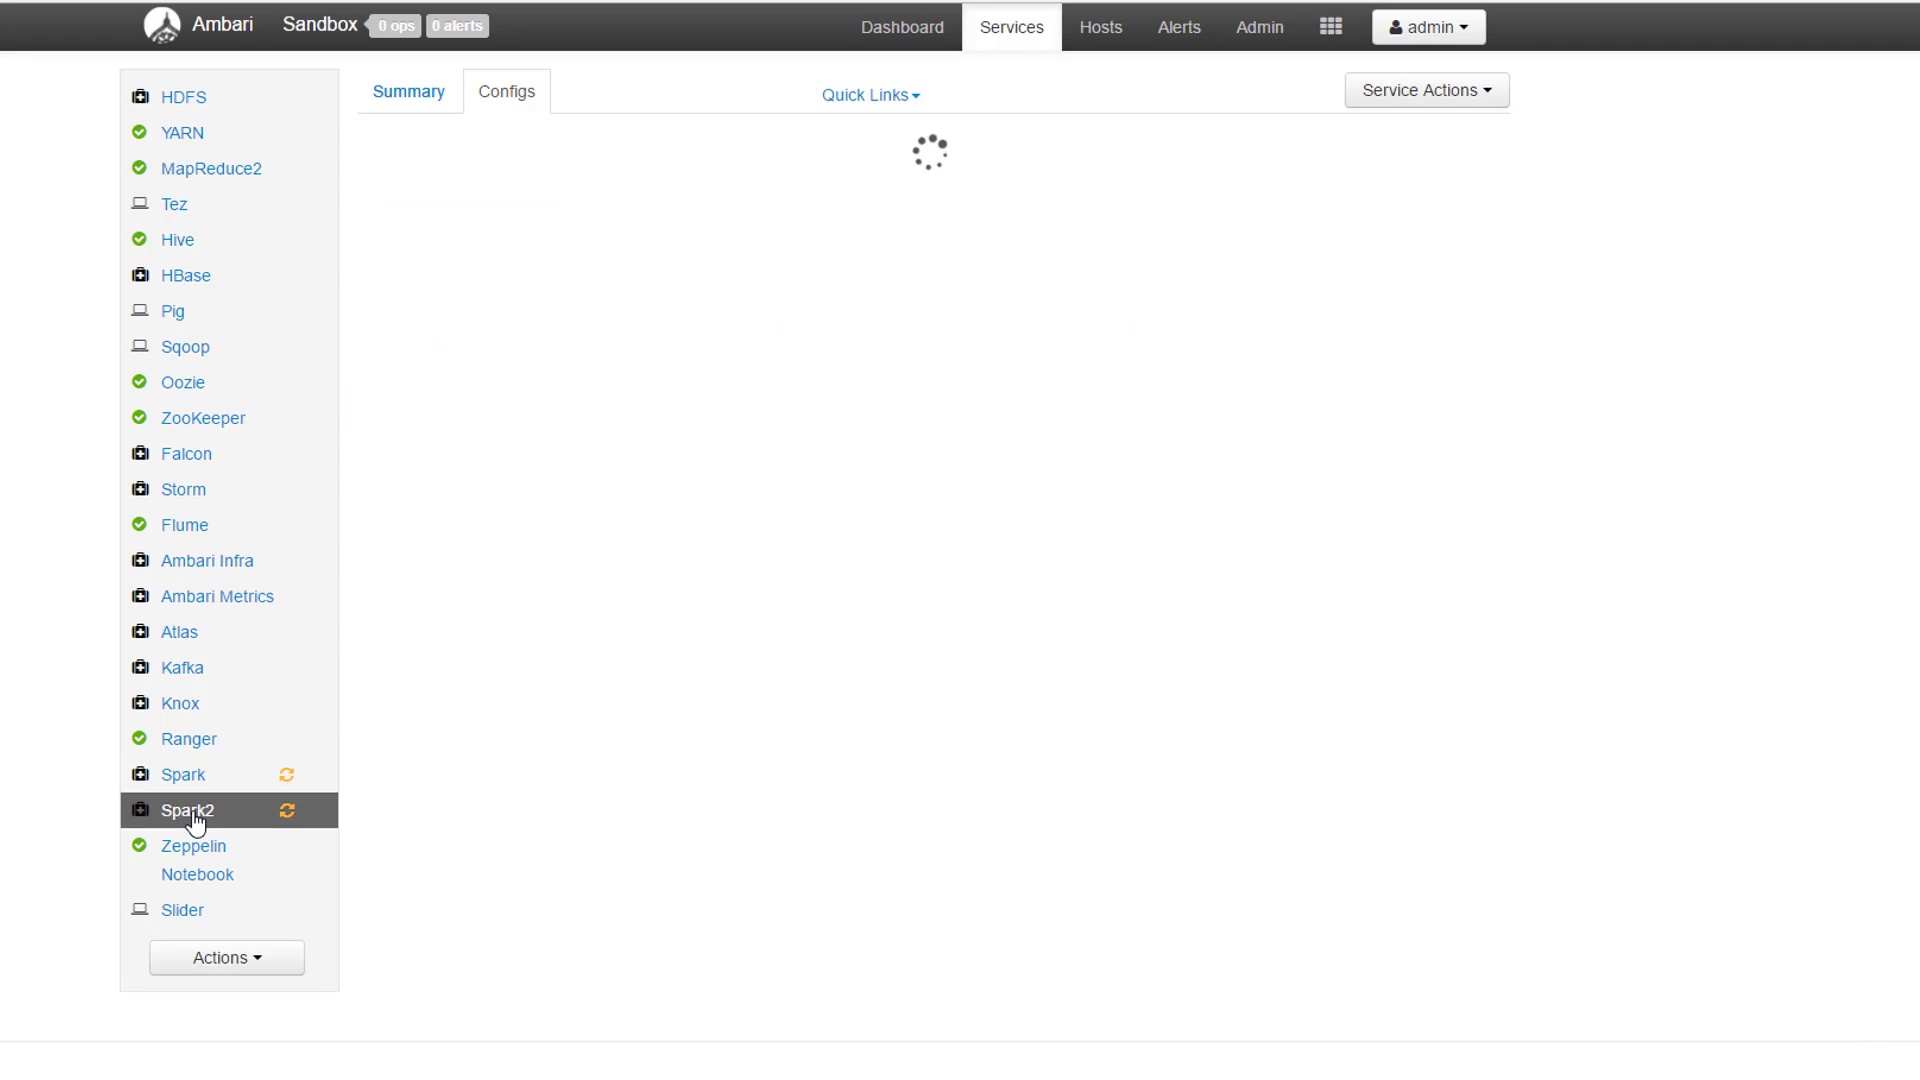 Ambari Sandbox 0 ops 0 alerts Dashboard Services Hosts Alerts Admin admin
Summary Configs Quick Links Service Actions
HDFS
YARN
MapReduce2
Tez
Hive
HBase
Pig
Sqoop
Oozie
ZooKeeper
Falcon
Storm
Flume
Ambari Infra
Ambari Metrics
Atlas
Kafka
Knox
Ranger
Spark
Spark2
Zeppelin
Notebook
Slider
Actions